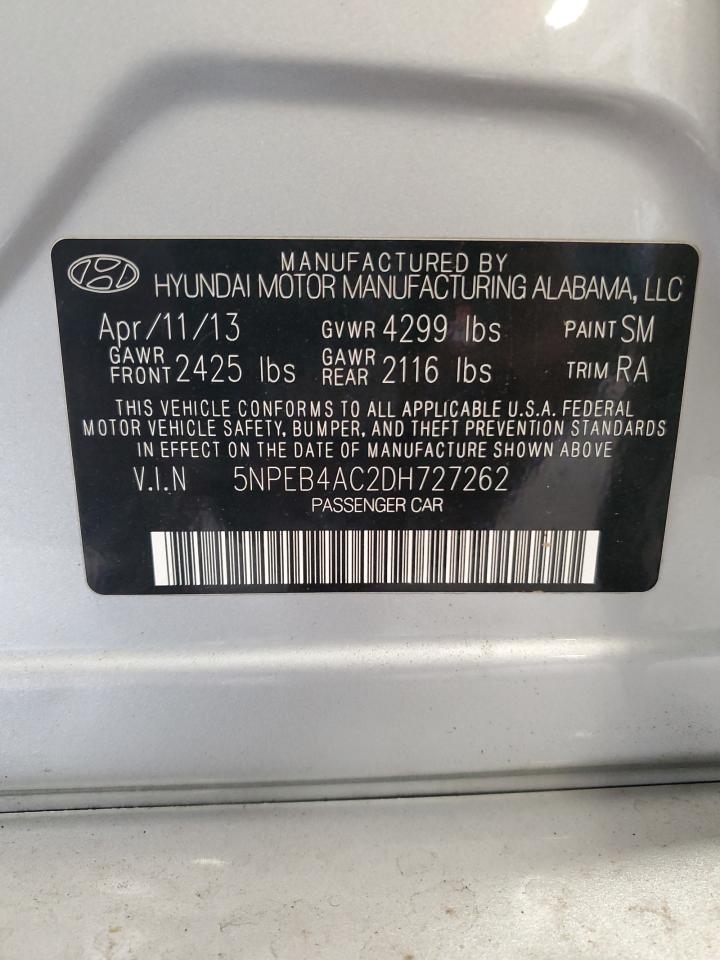 MANUFACTURED BY
HYUNDAI MOTOR MANUFACTURING ALABAMA, LLC
Apr/11/13 GVWR 4299 lbs PAINT SM
GAWR FRONT 2425 lbs GAWR REAR 2116 lbs TRIM RA
THIS VEHICLE CONFORMS TO ALL APPLICABLE U.S.A. FEDERAL
MOTOR VEHICLE SAFETY, BUMPER, AND THEFT PREVENTION STANDARDS
IN EFFECT ON THE DATE OF MANUFACTURE SHOWN ABOVE
V.I.N 5NPEB4AC2DH727262
PASSENGER CAR